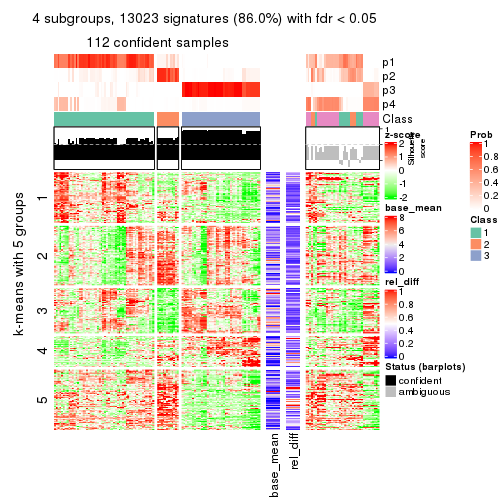 4 subgroups, 13023 signatures (86.0%) with fdr < 0.05
112 confident samples
p1
p2
p3
p4
Class
1
Silhouette
score
k-means with 5 groups
1
2
3
4
5
base_mean
rel_diff
z-score
2
1
0
-1
-2
base_mean
8
6
4
2
0
rel_diff
1
0.8
0.6
0.4
0.2
0
Status (barplots)
confident
ambiguous
Prob
1
0.8
0.6
0.4
0.2
0
Class
1
2
3